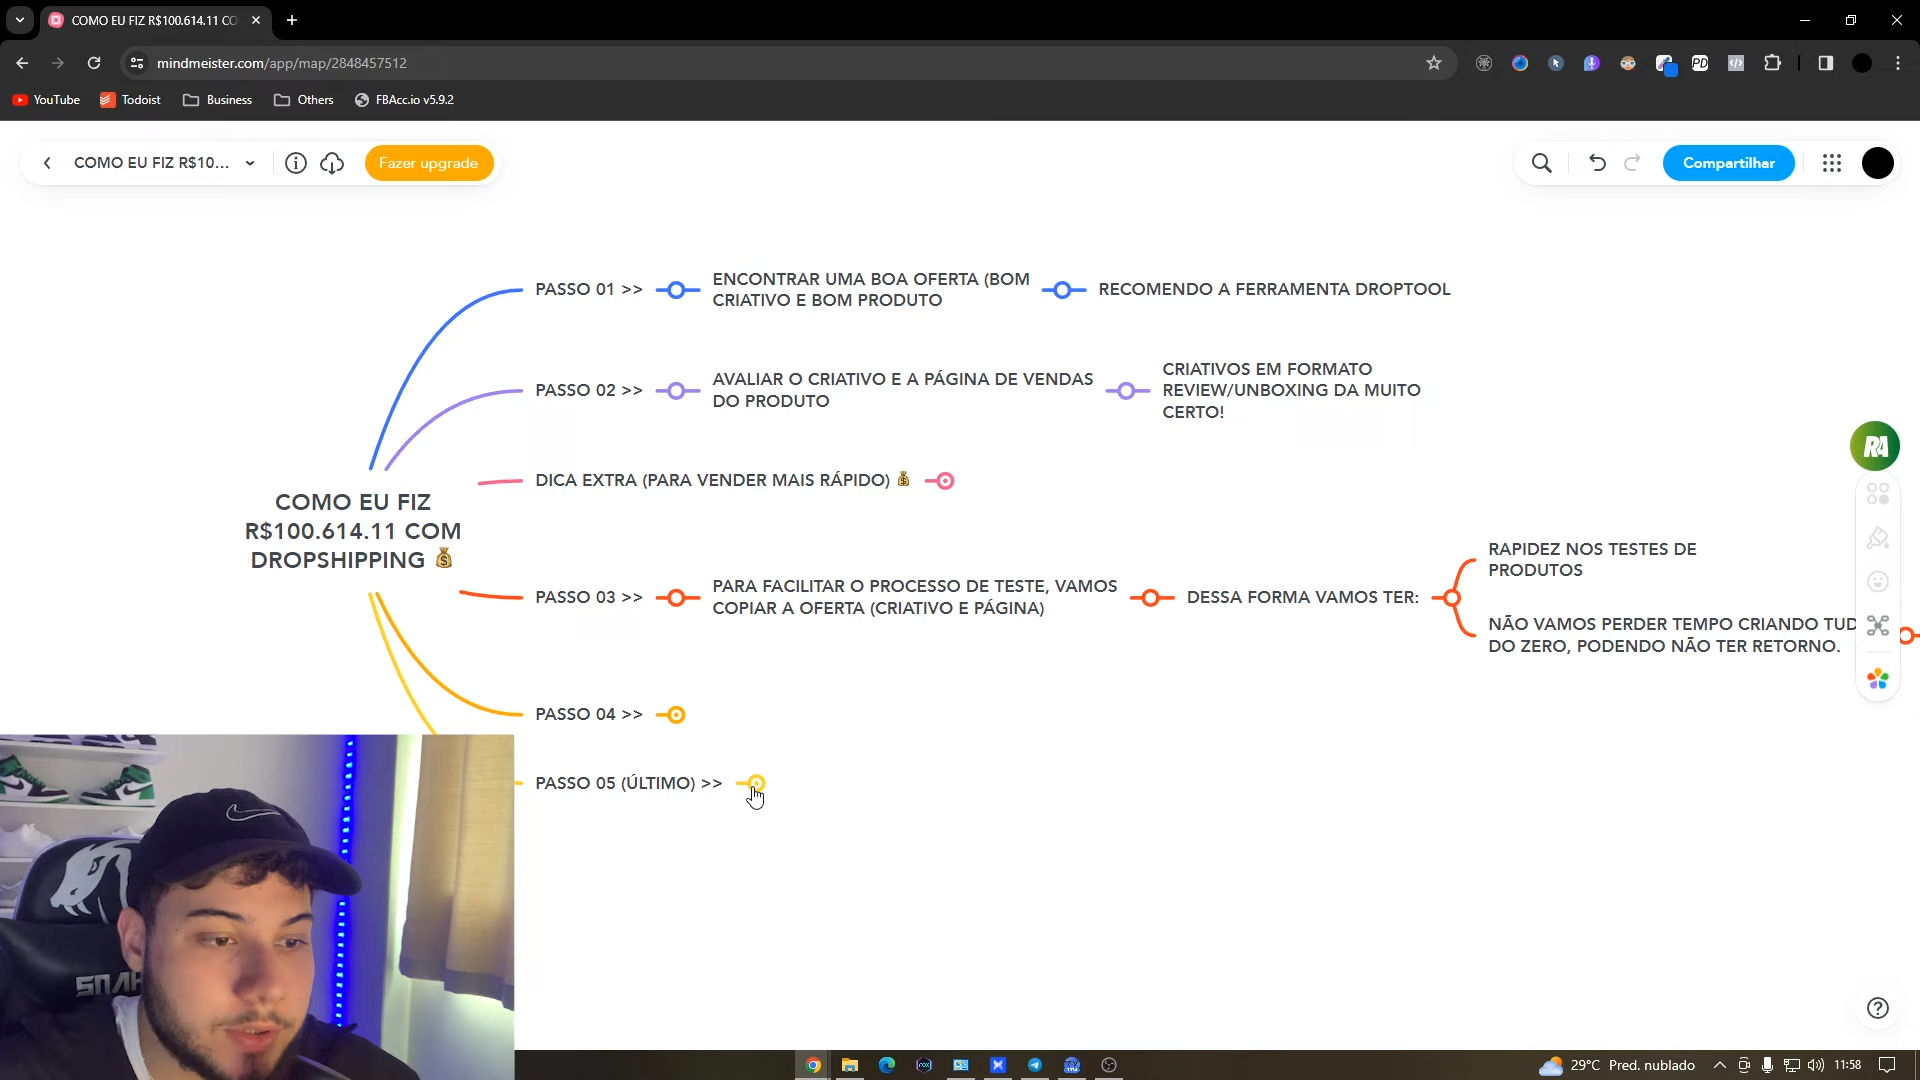 COMO EU FIZ R$100.614.11 CO
mindmeister.com/app/map/2848457512
YouTube
Todoist
Business
Others
FBAcc.io v5.9.2
COMO EU FIZ R$10...
Fazer upgrade
Compartilhar
PASSO 01 >>
ENCONTRAR UMA BOA OFERTA (BOM
CRIATIVO E BOM PRODUTO
RECOMENDO A FERRAMENTA DROPTOOL
PASSO 02 >>
AVALIAR O CRIATIVO E A PÁGINA DE VENDAS
DO PRODUTO
CRIATIVOS EM FORMATO
REVIEW/UNBOXING DA MUITO
CERTO!
DICA EXTRA (PARA VENDER MAIS RÁPIDO) 💰
COMO EU FIZ
R$100.614.11 COM
DROPSHIPPING 💰
PASSO 03 >>
PARA FACILITAR O PROCESSO DE TESTE, VAMOS
COPIAR A OFERTA (CRIATIVO E PÁGINA)
DESSA FORMA VAMOS TER:
RAPIDEZ NOS TESTES DE
PRODUTOS
NÃO VAMOS PERDER TEMPO CRIANDO TUD
DO ZERO, PODENDO NÃO TER RETORNO.
PASSO 04 >>
PASSO 05 (ÚLTIMO) >>
RA
PD
29°C Pred. nublado
11:58